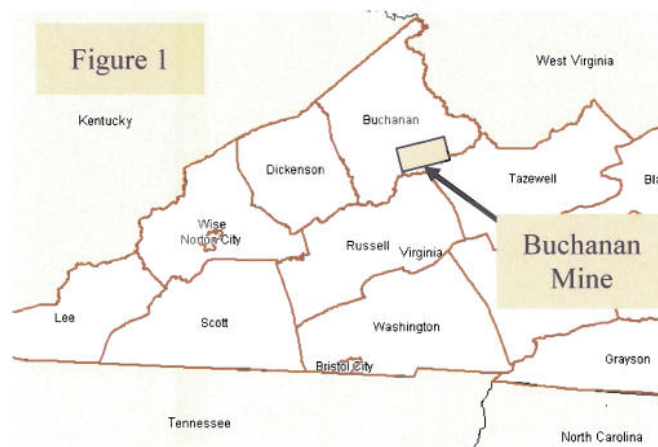 Figure 1
West Virginia
Kentucky
Buchanan
Dickenson
Tazewell
Bla
Wise
Norton City
Russell
Virginia
Buchanan
Mine
Lee
Scott
Washington
Bristol City
Grayson
Tennessee
North Carolina